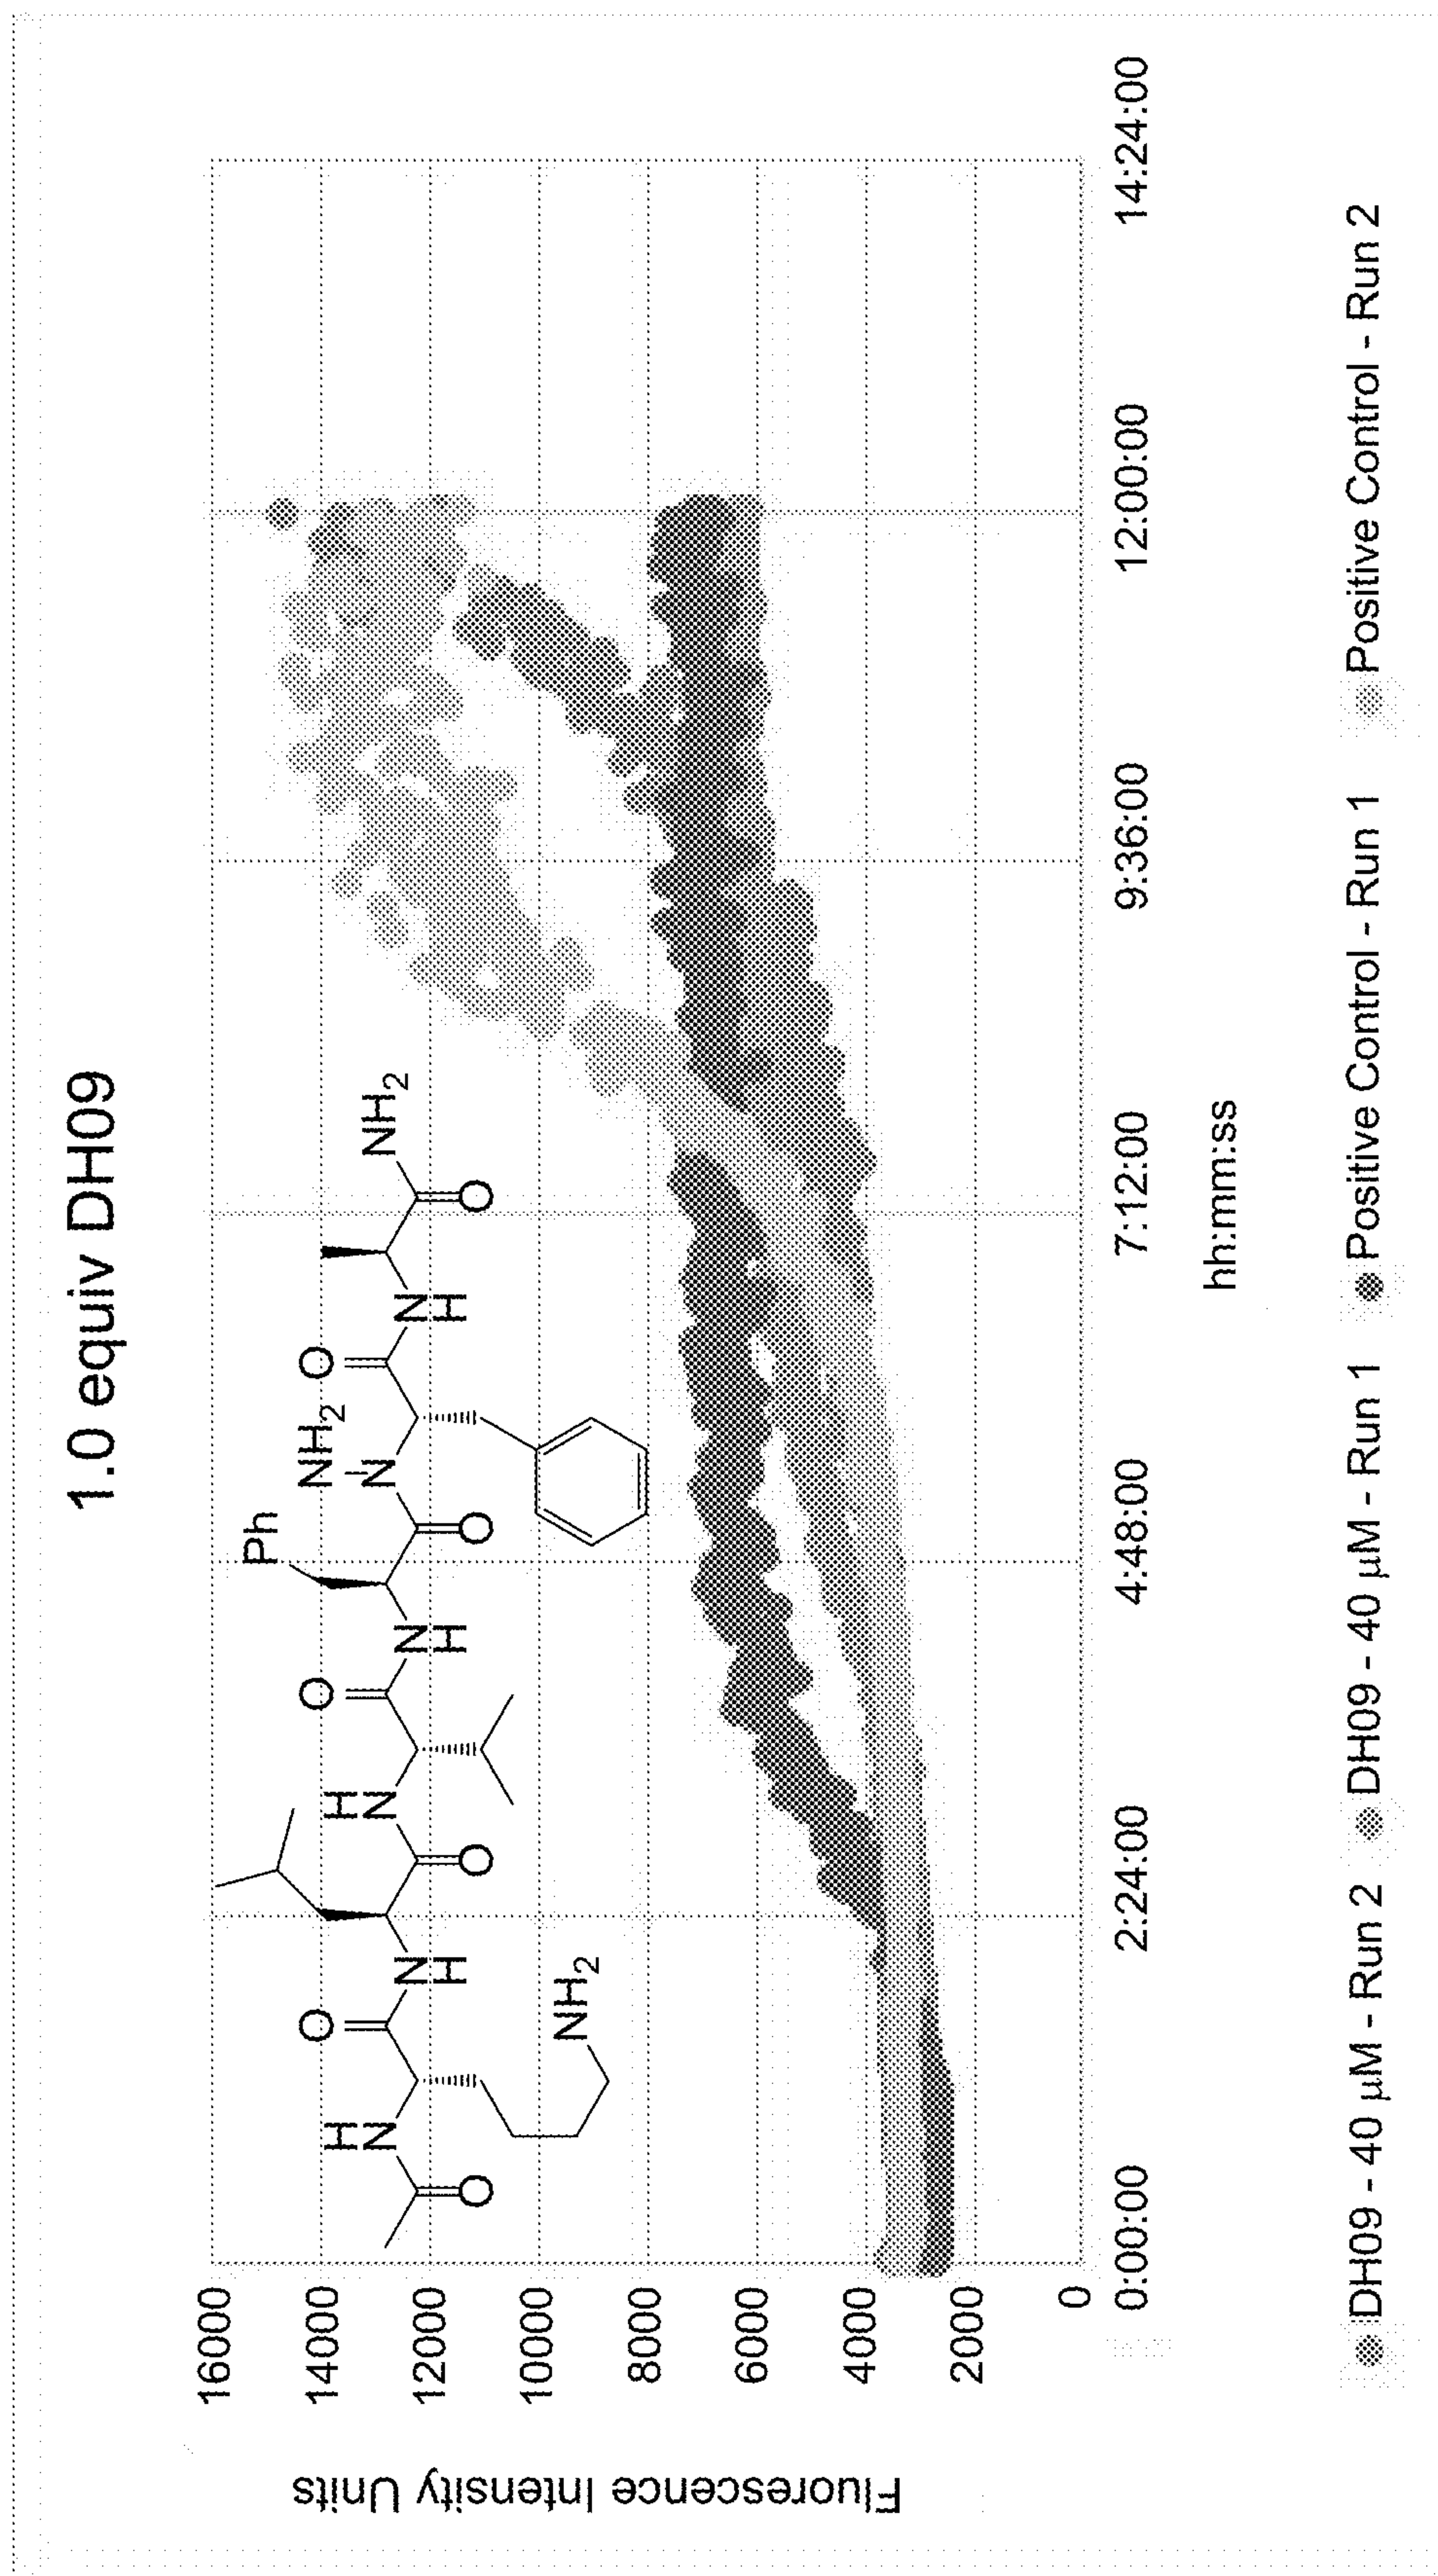 1.0 equiv DH09
Fluorescence Intensity Units
16000
14000
12000
10000
8000
6000
4000
2000
0
0:00:00
2:24:00
4:48:00
7:12:00
9:36:00
12:00:00
14:24:00
hh:mm:ss
O
H
N
O
NH2
N
H
O
H
N
O
N
H
Ph
O
NH2
N
O
N
H
O
NH2
DH09 - 40 µM - Run 2
DH09 - 40 µM - Run 1
Positive Control - Run 1
Positive Control - Run 2